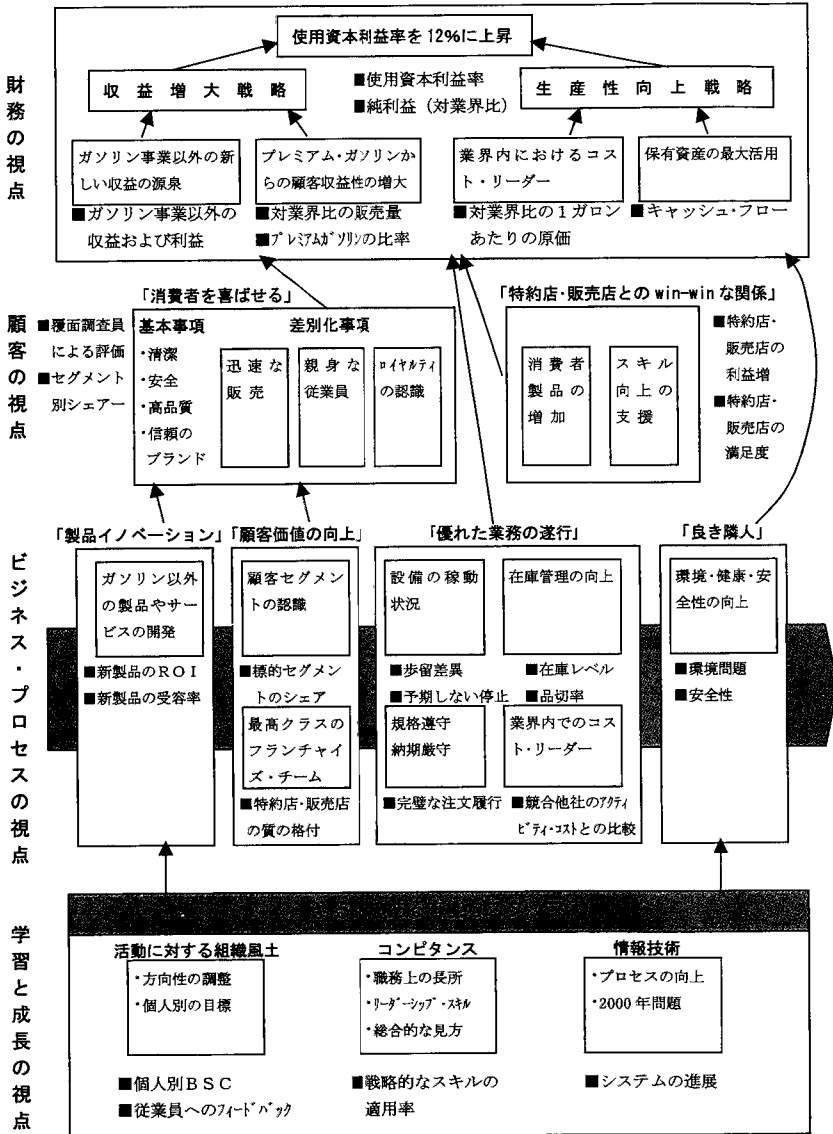 財務の視点
使用資本利益率を12%に上昇
収益増大戦略
■使用資本利益率
■純利益（対業界比）
生産性向上戦略
ガソリン事業以外の新
しい収益の源泉
■ガソリン事業以外の
収益および利益
プレミアム・ガソリンか
らの顧客収益性の増大
■対業界比の販売量
■プレミアムガソリンの比率
業界内におけるコス
ト・リーダー
■対業界比の1ガロン
あたりの原価
保有資産の最大活用
■キャッシュ・フロー
顧客の視点
■覆面調査員
による評価
■セグメント
別シェアー
「消費者を喜ばせる」
基本事項
・清潔
・安全
・高品質
・信頼の
ブランド
差別化事項
迅速な
販売
親身な
従業員
ロイヤルティ
の認識
「特約店・販売店とのwin-winな関係」
消費者
製品の
増加
スキル
向上の
支援
■特約店・
販売店の
利益増
■特約店・
販売店の
満足度
ビジネス・プロセスの視点
「製品イノベーション」
ガソリン以外
の製品やサー
ビスの開発
■新製品のROI
■新製品の受容率
「顧客価値の向上」
顧客セグメン
トの認識
■標的セグメン
トのシェア
最高クラスの
フランチャイ
ズ・チーム
■特約店・販売店
の質の格付
「優れた業務の遂行」
設備の稼動
状況
■歩留差異
■予期しない停止
在庫管理の向上
■在庫レベル
■品切率
規格遵守
納期厳守
■完璧な注文履行
業界内でのコス
ト・リーダー
■競合他社のアクティ
ビティ・コストとの比較
「良き隣人」
環境・健康・安
全性の向上
■環境問題
■安全性
学習と成長の視点
活動に対する組織風土
・方向性の調整
・個人別の目標
■個人別BSC
■従業員へのフィードバック
コンピタンス
・職務上の長所
・リーダーシップ・スキル
・総合的な見方
■戦略的なスキルの
適用率
情報技術
・プロセスの向上
・2000年問題
■システムの進展